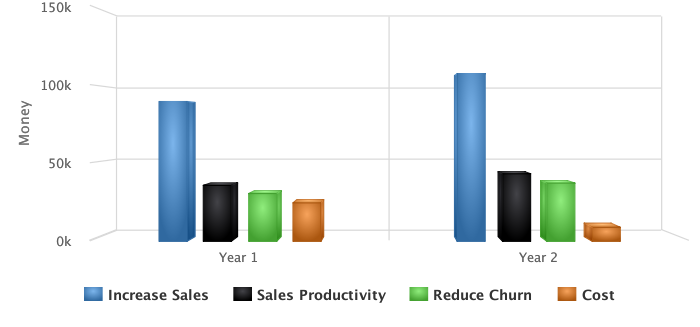 150k
100k
Money
50k
0k
Year 1 Year 2
Increase Sales Sales Productivity Reduce Churn Cost